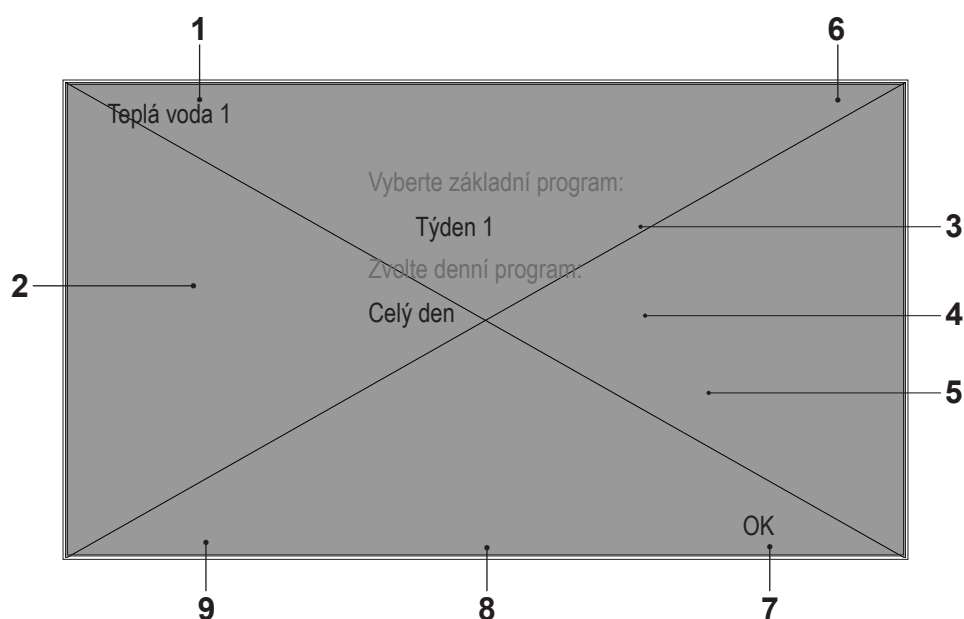 1 6
Teplá voda 1
Vyberte základní program:
Týden 1
3
Zvolte denní program:
2
Celý den
4
5
OK
9 8 7